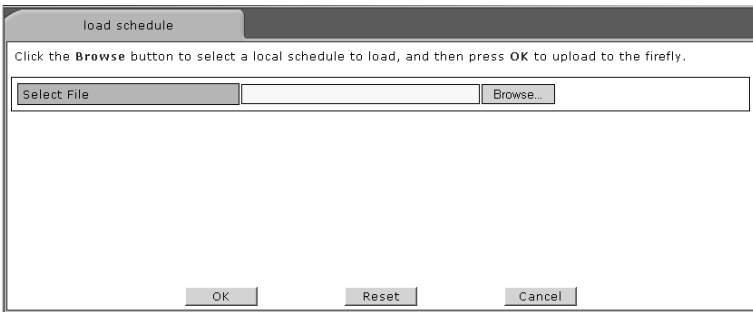 load schedule
Click the Browse button to select a local schedule to load, and then press OK to upload to the firefly.
Select File Browse...
OK Reset Cancel